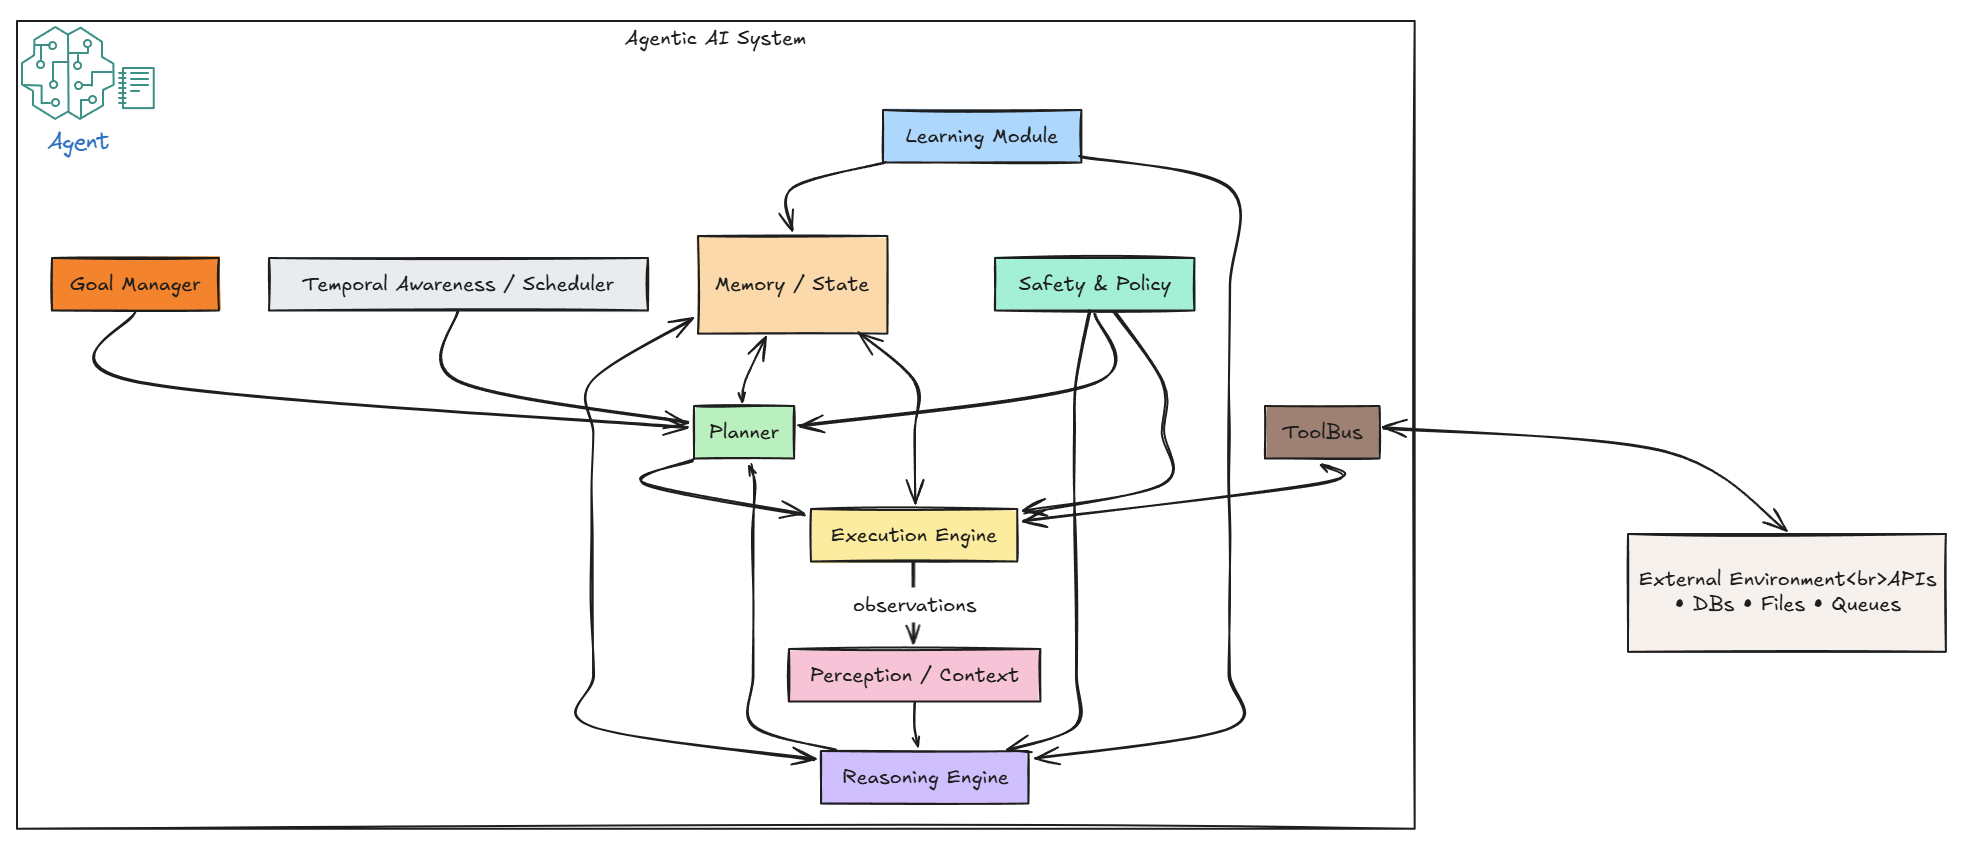 Agentic AI System
Agent
Learning Module
Goal Manager
Temporal Awareness / Scheduler
Memory / State
Safety & Policy
Planner
ToolBus
Execution Engine
External Environment<br>APIs
• DBs • Files • Queues
observations
Perception / Context
Reasoning Engine